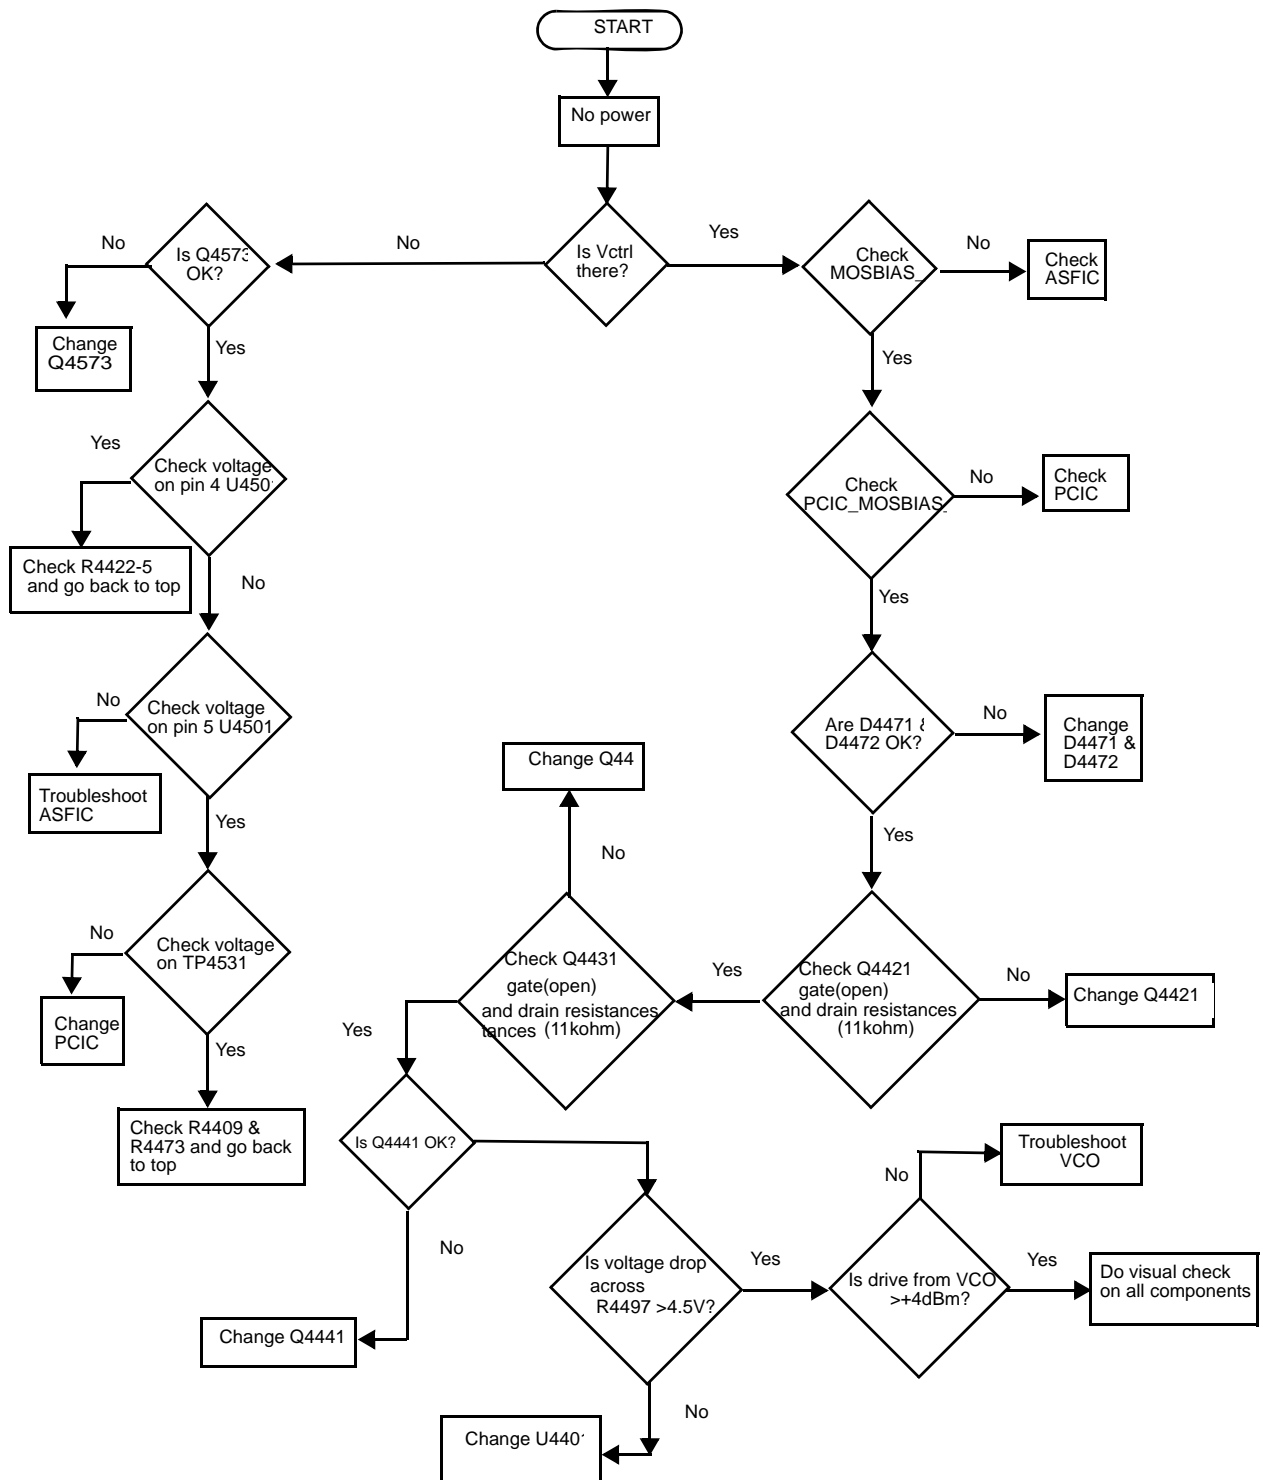 START
No power
Is Vctrl
there?
No
Yes
Is Q4573
OK?
No
Change
Q4573
Yes
Check
MOSBIAS_
No
Check
ASFIC
Yes
Check voltage
on pin 4 U450
Yes
Check R4422-5
and go back to top
No
Check
PCIC_MOSBIAS_
No
Check
PCIC
Yes
Check voltage
on pin 5 U4501
No
Troubleshoot
ASFIC
Yes
Are D4471 &
D4472 OK?
No
Change
D4471 &
D4472
Yes
Check voltage
on TP4531
No
Change
PCIC
Yes
Check R4409 &
R4473 and go back
to top
Change Q44
No
Check Q4431
gate(open)
and drain resistances
tances (11kohm)
Yes
Yes
Check Q4421
gate(open)
and drain resistances
(11kohm)
No
Change Q4421
Is Q4441 OK?
No
Change Q4441
Is voltage drop
across
R4497 >4.5V?
Yes
No
Change U4401
Is drive from VCO
>+4dBm?
No
Troubleshoot
VCO
Yes
Do visual check
on all components